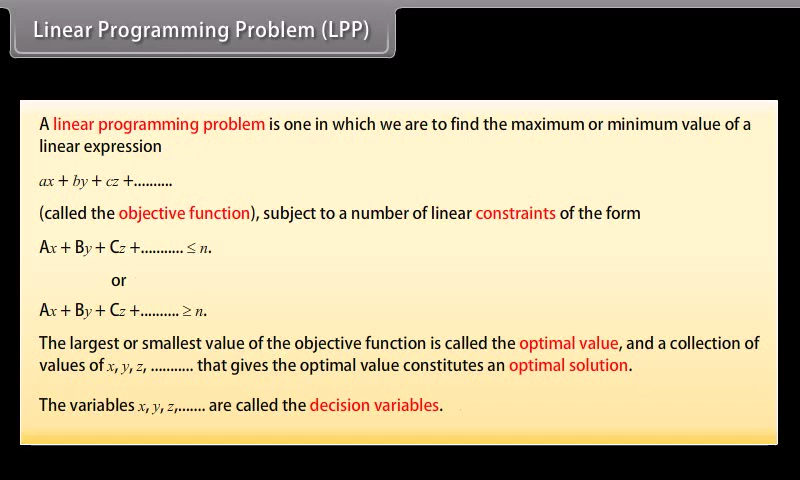 Linear Programming Problem (LPP)
A linear programming problem is one in which we are to find the maximum or minimum value of a
linear expression
ax + by + cz +..........
(called the objective function), subject to a number of linear constraints of the form
Ax + By + Cz +........... ≤ n.
or
Ax + By + Cz +.......... ≥ n.
The largest or smallest value of the objective function is called the optimal value, and a collection of
values of x, y, z, ........... that gives the optimal value constitutes an optimal solution.
The variables x, y, z,....... are called the decision variables.